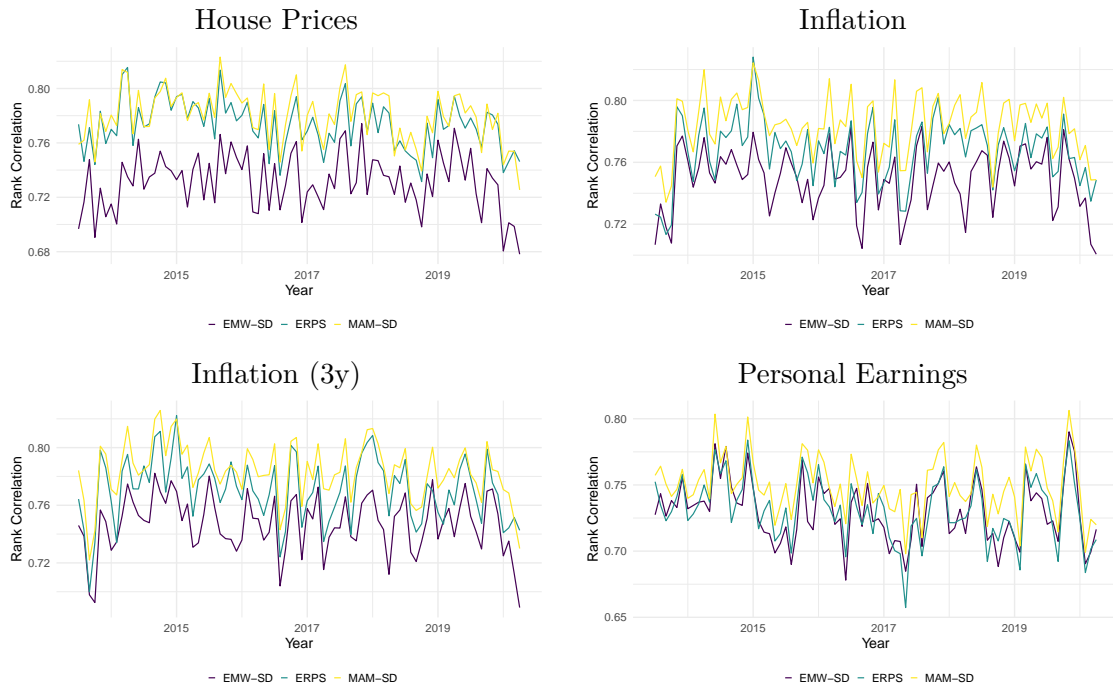 House Prices
Rank Correlation
0.80
0.76
0.72
0.68
2015 2017 2019
Year
EMW-SD ERPS MAM-SD
Inflation
Rank Correlation
0.80
0.76
0.72
2015 2017 2019
Year
EMW-SD ERPS MAM-SD
Inflation (3y)
Rank Correlation
0.80
0.76
0.72
2015 2017 2019
Year
EMW-SD ERPS MAM-SD
Personal Earnings
Rank Correlation
0.80
0.75
0.70
0.65
2015 2017 2019
Year
EMW-SD ERPS MAM-SD